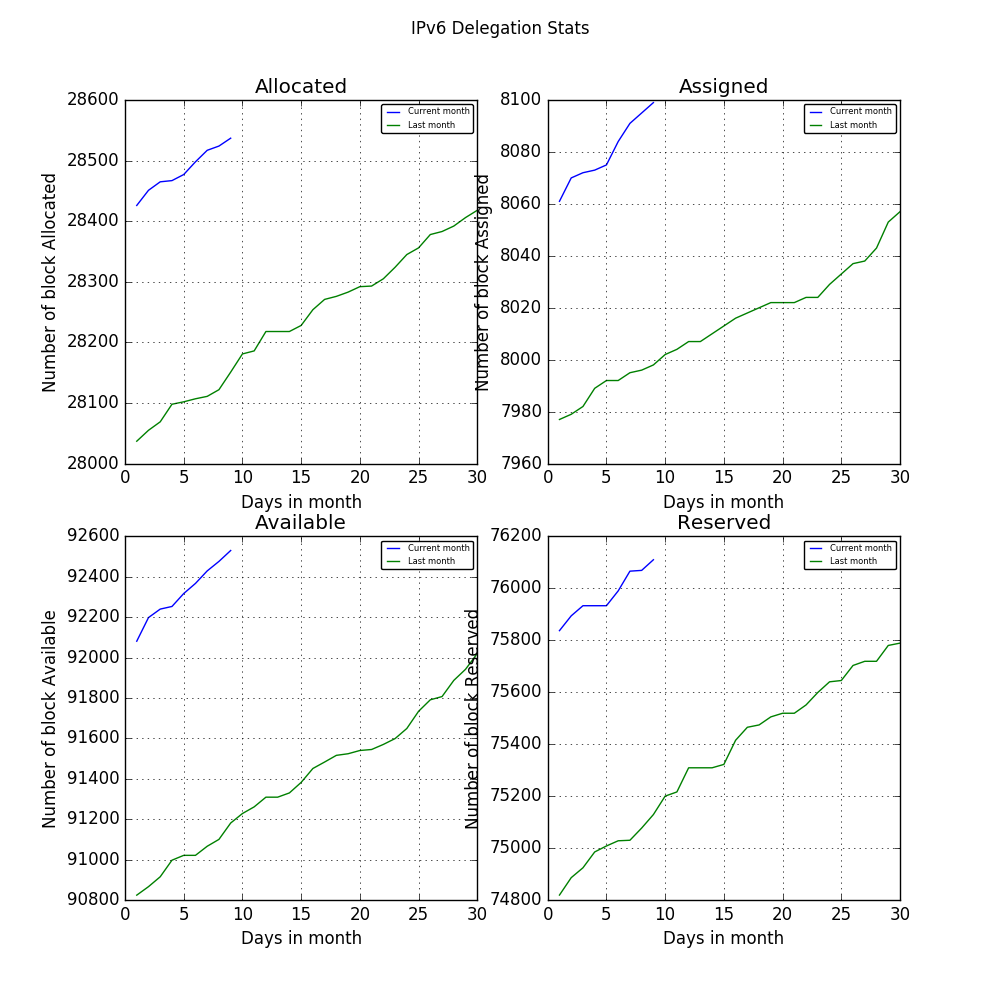 IPv6 Delegation Stats
Allocated
Number of block Allocated
28600
28500
28400
28300
28200
28100
28000
Current month
Last month
0 5 10 15 20 25 30
Days in month
Assigned
Number of block Assigned
8100
8080
8060
8040
8020
8000
7980
7960
Current month
Last month
0 5 10 15 20 25 30
Days in month
Available
Number of block Available
92600
92400
92200
92000
91800
91600
91400
91200
91000
90800
Current month
Last month
0 5 10 15 20 25 30
Days in month
Reserved
Number of block Reserved
76200
76000
75800
75600
75400
75200
75000
74800
Current month
Last month
0 5 10 15 20 25 30
Days in month